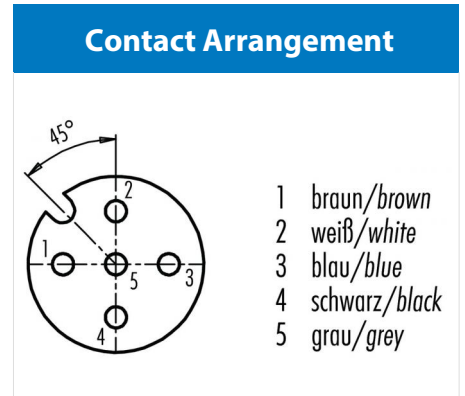 Contact Arrangement
45°
2
1
5
3
4
1 braun/brown
2 weiß/white
3 blau/blue
4 schwarz/black
5 grau/grey